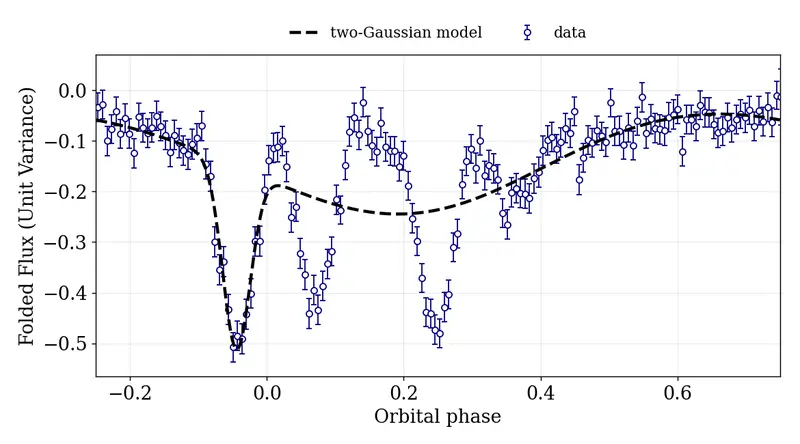 two-Gaussian model data
Folded Flux (Unit Variance)
0.0
−0.1
−0.2
−0.3
−0.4
−0.5
−0.2 0.0 0.2 0.4 0.6
Orbital phase